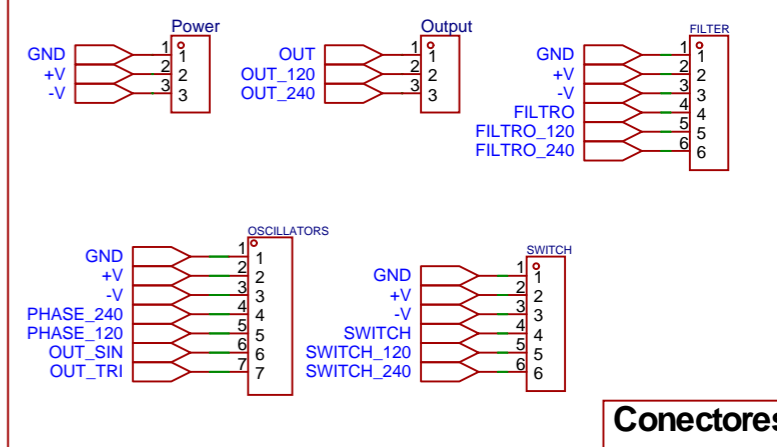 Power
GND 1 1
+V 2 2
-V 3 3
Output
OUT 1 1
OUT_120 2 2
OUT_240 3 3
FILTER
GND 1 1
+V 2 2
-V 3 3
FILTRO 4 4
FILTRO_120 5 5
FILTRO_240 6 6
OSCILLATORS
GND 1 1
+V 2 2
-V 3 3
PHASE_240 4 4
PHASE_120 5 5
OUT_SIN 6 6
OUT_TRI 7 7
SWITCH
GND 1 1
+V 2 2
-V 3 3
SWITCH 4 4
SWITCH_120 5 5
SWITCH_240 6 6
Conectores